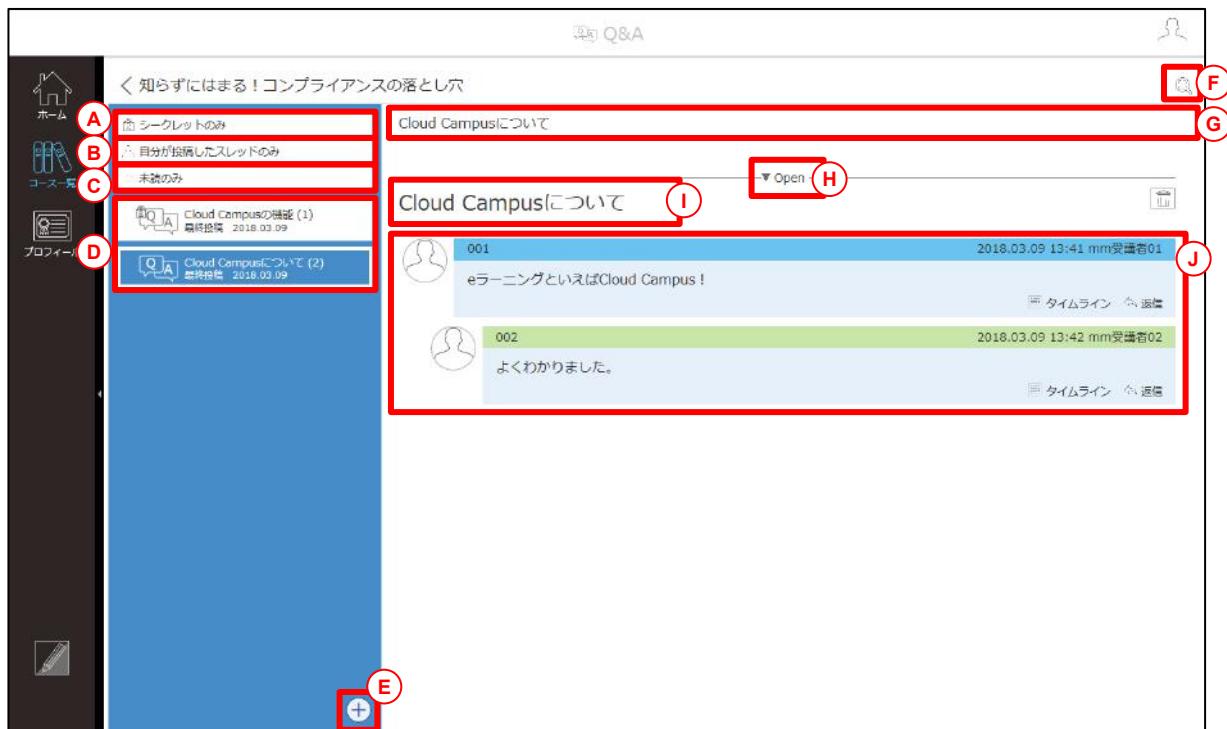 Q&A
く 知らずにはまる！コンプライアンスの落とし穴
F
ホーム
A
シークレットのみ
Cloud Campusについて
G
B
自分が投稿したスレッドのみ
C
未読のみ
コース一覧
▼ Open
H
Cloud Campusについて
I
Cloud Campusの機能 (1)
最終投稿 2018.03.09
プロフィール
D
Cloud Campusについて (2)
最終投稿 2018.03.09
001
2018.03.09 13:41 mm受講者01
J
eラーニングといえばCloud Campus！
タイムライン 返信
002
2018.03.09 13:42 mm受講者02
よくわかりました。
タイムライン 返信
E